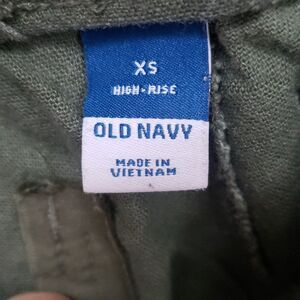 XS
HIGH-RISE
OLD NAVY
MADE IN
VIETNAM